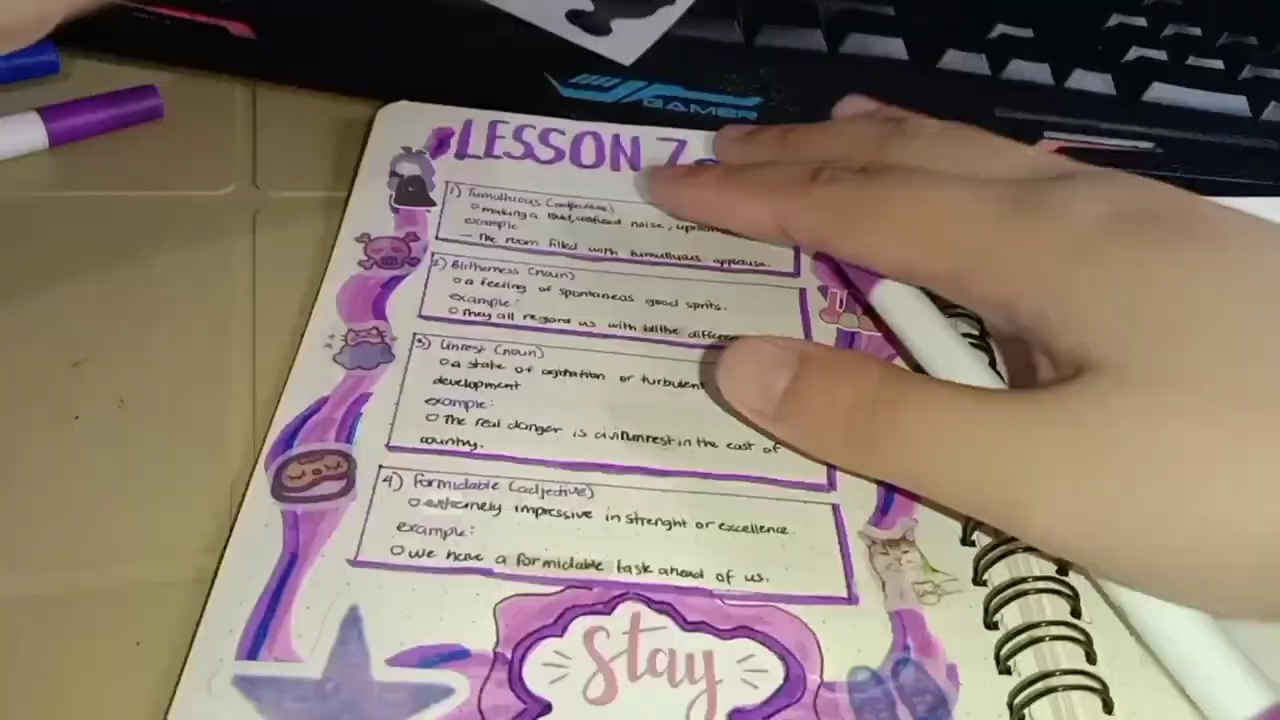 GAMER
LESSON 7
1) Tumultuous (adjective)
making a loud, confused noise,
example
- The room filled with tumultuous applause.
2) Blitheness (noun)
a feeling of spontaneas good sprits.
example:
They all regard us with blithe
3) Unrest (noun)
a state of agitation or turbulent
development
example:
The real danger is civil unrest in the east of
country.
4) formidable (adjective)
extremely impressive in strenght or excellence.
example:
we have a formidable task ahead of us.
Stay